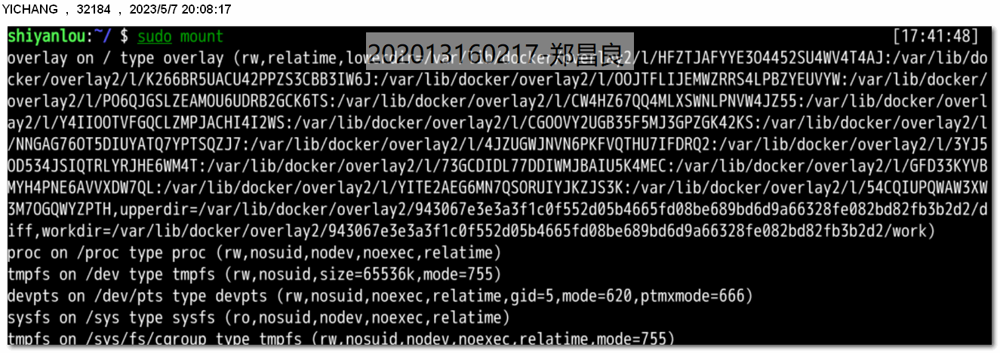 YICHANG , 32184 , 2023/5/7 20:08:17
shiyanlou:~/ $ sudo mount [17:41:48]
202013160217-郑昌良
overlay on / type overlay (rw,relatime,lowerdir=/var/lib/docker/overlay2/l/HFZTJAFYYE3O4452SU4WV4T4AJ:/var/lib/do
cker/overlay2/l/K266BR5UACU42PPZS3CBB3IW6J:/var/lib/docker/overlay2/l/OOJTFLIJEMWZRRS4LPBZYEUVYW:/var/lib/docker/
overlay2/l/PO6QJGSLZEAMOU6UDRB2GCK6TS:/var/lib/docker/overlay2/l/CW4HZ67QQ4MLXSWNLPNVW4JZ55:/var/lib/docker/overl
ay2/l/Y4IIOOTVFGQCLZMPJACHI4I2WS:/var/lib/docker/overlay2/l/CGOOVY2UGB35F5MJ3GPZGK42KS:/var/lib/docker/overlay2/l
/NNGAG76OT5DIUYATQ7YPTSQZJ7:/var/lib/docker/overlay2/l/4JZUGWJNVN6PKFVQTHU7IFDRQ2:/var/lib/docker/overlay2/l/3YJ5
OD534JSIQTRLYRJHE6WM4T:/var/lib/docker/overlay2/l/73GCDIDL77DDIWMJBAIU5K4MEC:/var/lib/docker/overlay2/l/GFD33KYVB
MYH4PNE6AVVXDW7QL:/var/lib/docker/overlay2/l/YITE2AEG6MN7QSORUIYJKZJS3K:/var/lib/docker/overlay2/l/54CQIUPQWAW3XW
3M7OGQWYZPTH,upperdir=/var/lib/docker/overlay2/943067e3e3a3f1c0f552d05b4665fd08be689bd6d9a66328fe082bd82fb3b2d2/d
iff,workdir=/var/lib/docker/overlay2/943067e3e3a3f1c0f552d05b4665fd08be689bd6d9a66328fe082bd82fb3b2d2/work)
proc on /proc type proc (rw,nosuid,nodev,noexec,relatime)
tmpfs on /dev type tmpfs (rw,nosuid,size=65536k,mode=755)
devpts on /dev/pts type devpts (rw,nosuid,noexec,relatime,gid=5,mode=620,ptmxmode=666)
sysfs on /sys type sysfs (ro,nosuid,nodev,noexec,relatime)
tmpfs on /sys/fs/cgroup type tmpfs (rw,nosuid,nodev,noexec,relatime,mode=755)